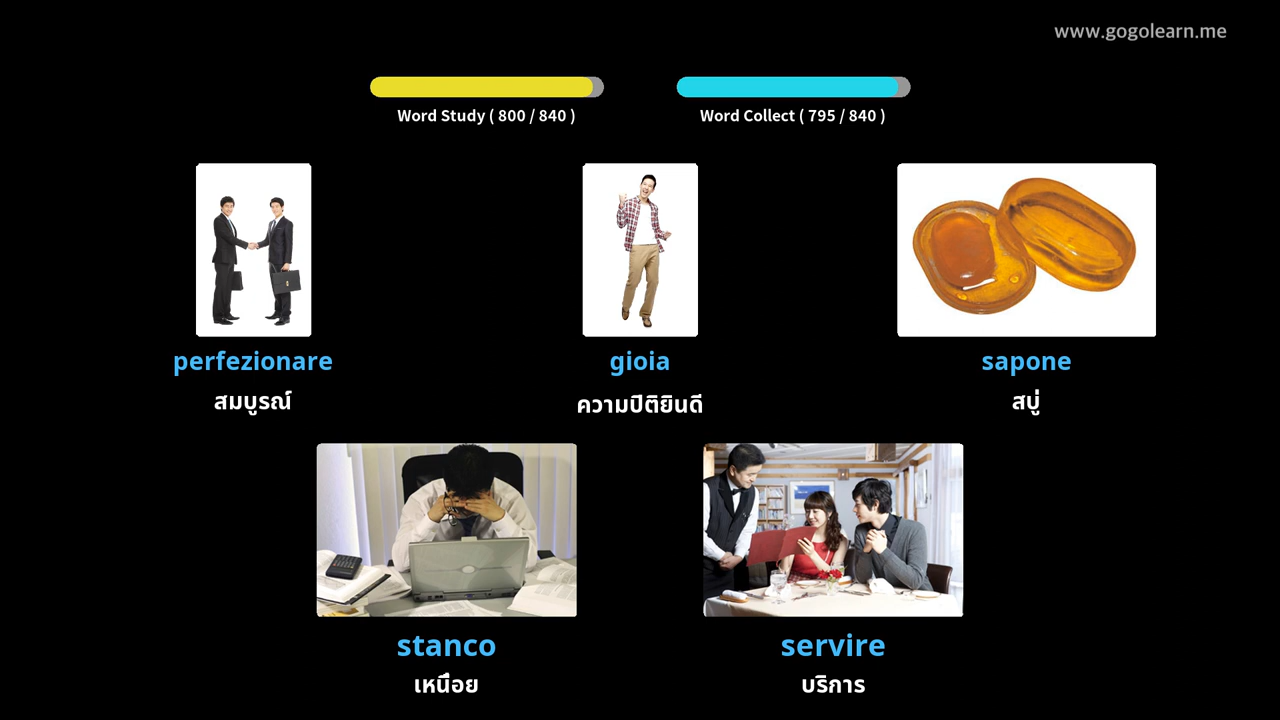 www.gogolearn.me
Word Study ( 800 / 840 )
Word Collect ( 795 / 840 )
perfezionare
สมบูรณ์
gioia
ความปีติยินดี
sapone
สบู่
stanco
เหนื่อย
servire
บริการ